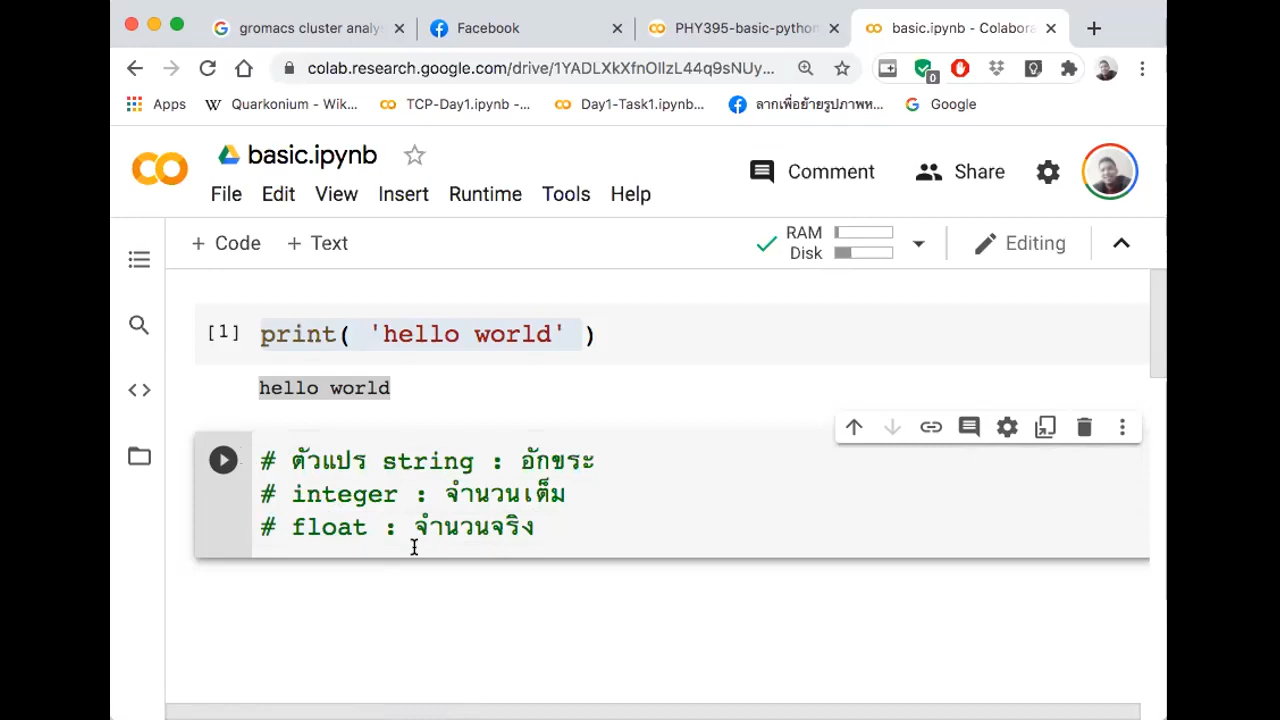 gromacs cluster analy
Facebook
PHY395-basic-python
basic.ipynb - Colabora
colab.research.google.com/drive/1YADLXkXfnOIlzL44q9sNUy...
0
Apps
Quarkonium - Wik...
TCP-Day1.ipynb -...
Day1-Task1.ipynb...
ลากเพื่อย้ายรูปภาพห...
Google
basic.ipynb
Comment
Share
File Edit View Insert Runtime Tools Help
+ Code + Text
RAM
Disk
Editing
[1] print( 'hello world' )
hello world
# ตัวแปร string : อักขระ
# integer : จำนวนเต็ม
# float : จำนวนจริง